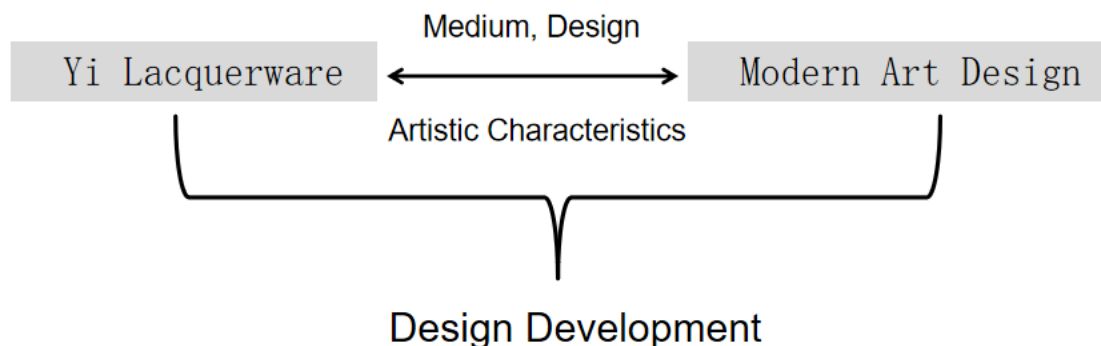 Medium, Design
Yi Lacquerware
Modern Art Design
Artistic Characteristics
Design Development